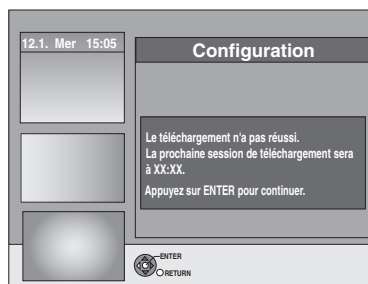 12.1. Mer 15:05
Configuration
Le téléchargement n'a pas réussi.
La prochaine session de téléchargement sera
à XX:XX.
Appuyez sur ENTER pour continuer.
ENTER
RETURN